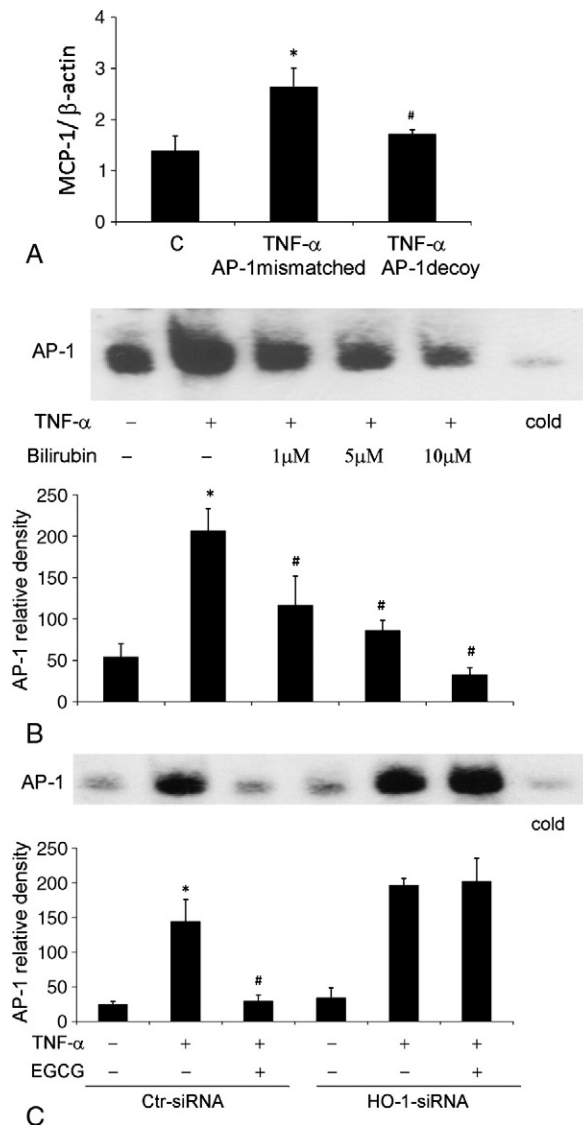 MCP-1/ β-actin
4
3
2
1
0
*
#
C TNF-α TNF-α
AP-1mismatched AP-1decoy
A
AP-1
TNF-α – + + + + cold
Bilirubin – – 1μM 5μM 10μM
AP-1 relative density
250
200
150
100
50
0
*
#
#
#
B
AP-1
cold
AP-1 relative density
250
200
150
100
50
0
*
#
TNF-α – + + – + +
EGCG – – + – – +
Ctr-siRNA HO-1-siRNA
C